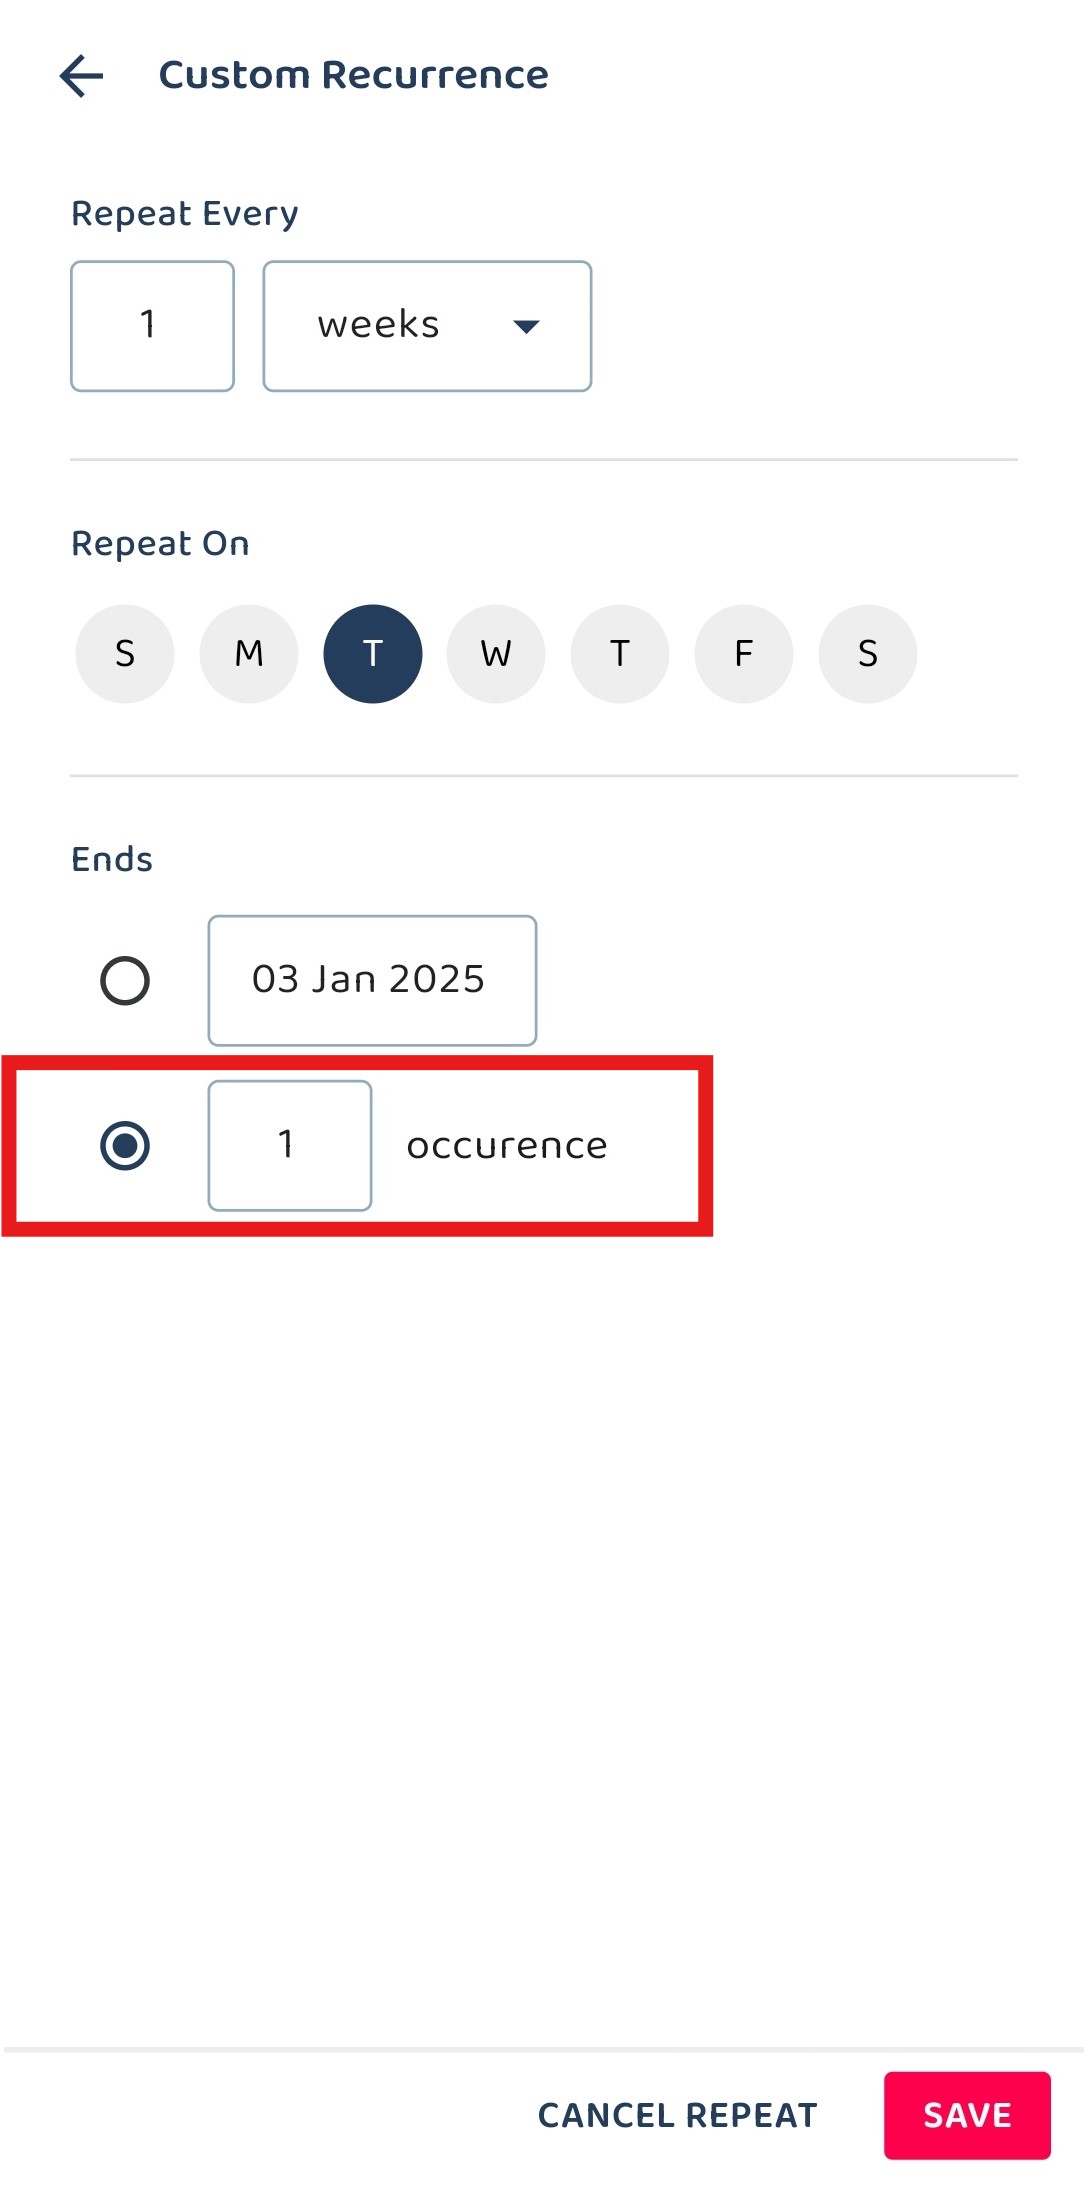 Custom Recurrence
Repeat Every
1 weeks
Repeat On
S M T W T F S
Ends
03 Jan 2025
1 occurence
CANCEL REPEAT SAVE